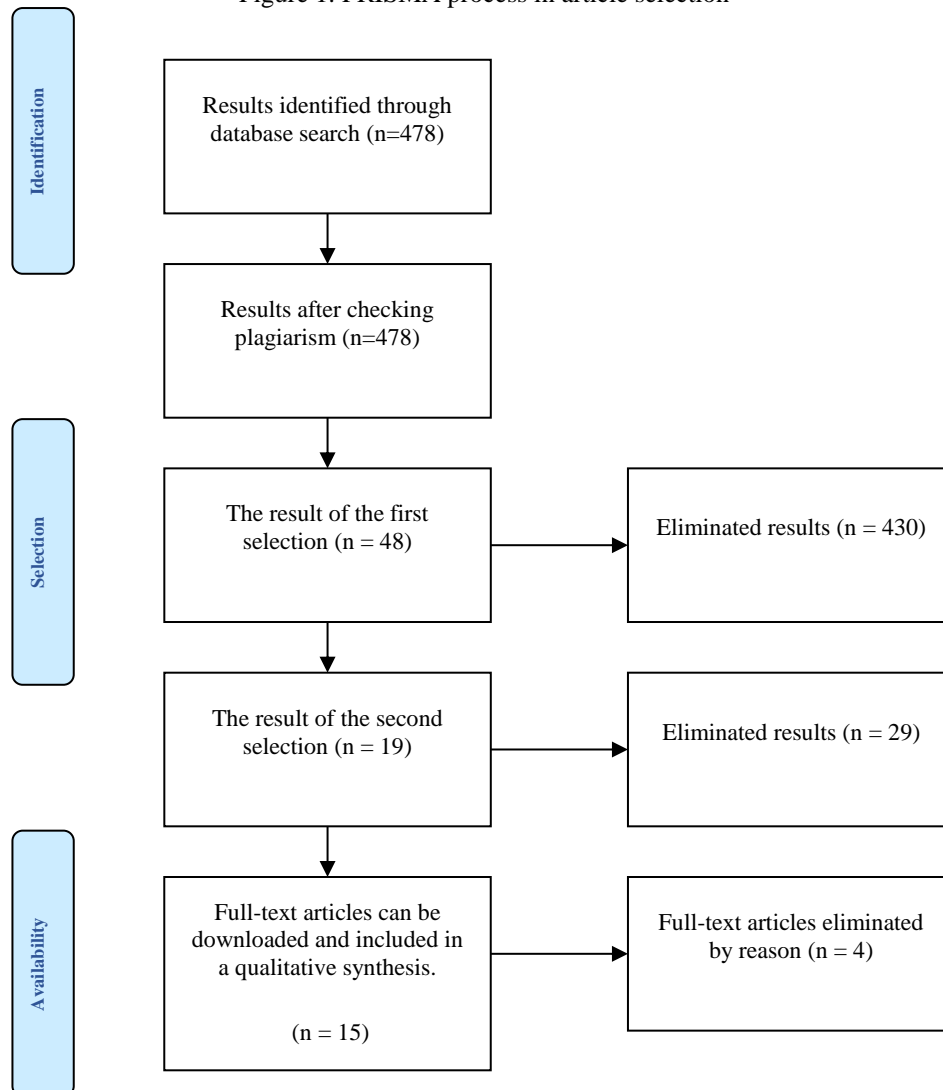 Figure 1. PRISMA process in article selection
Identification
Results identified through
database search (n=478)
Results after checking
plagiarism (n=478)
Selection
The result of the first
selection (n = 48)
Eliminated results (n = 430)
The result of the second
selection (n = 19)
Eliminated results (n = 29)
Availability
Full-text articles can be
downloaded and included in
a qualitative synthesis.
(n = 15)
Full-text articles eliminated
by reason (n = 4)